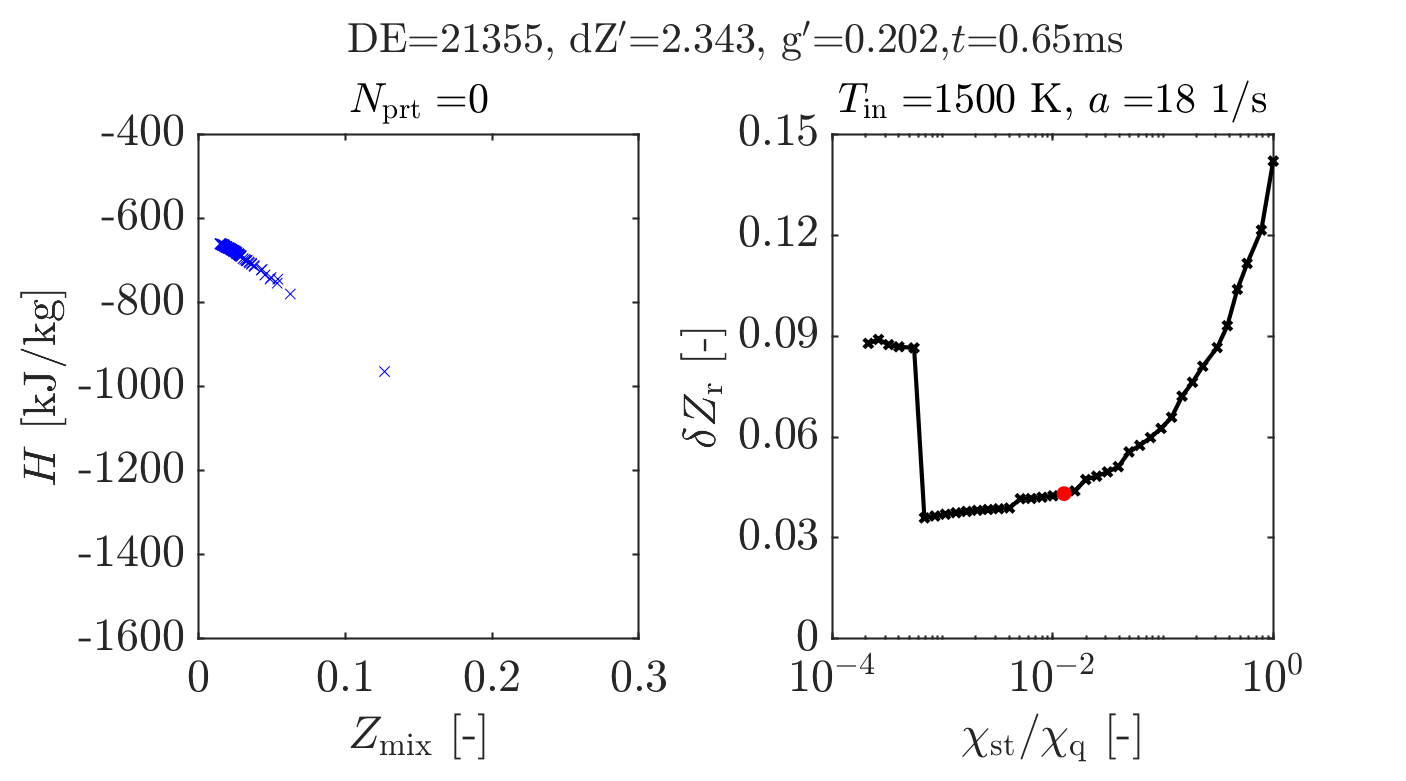 DE=21355, dZ′=2.343, g′=0.202,t=0.65ms
N_prt =0
-400
-600
-800
-1000
-1200
-1400
-1600
H [kJ/kg]
0 0.1 0.2 0.3
Z_mix [-]
T_in =1500 K, a =18 1/s
0.15
0.12
0.09
0.06
0.03
0
δZ_r [-]
10^−4 10^−2 10^0
χ_st/χ_q [-]